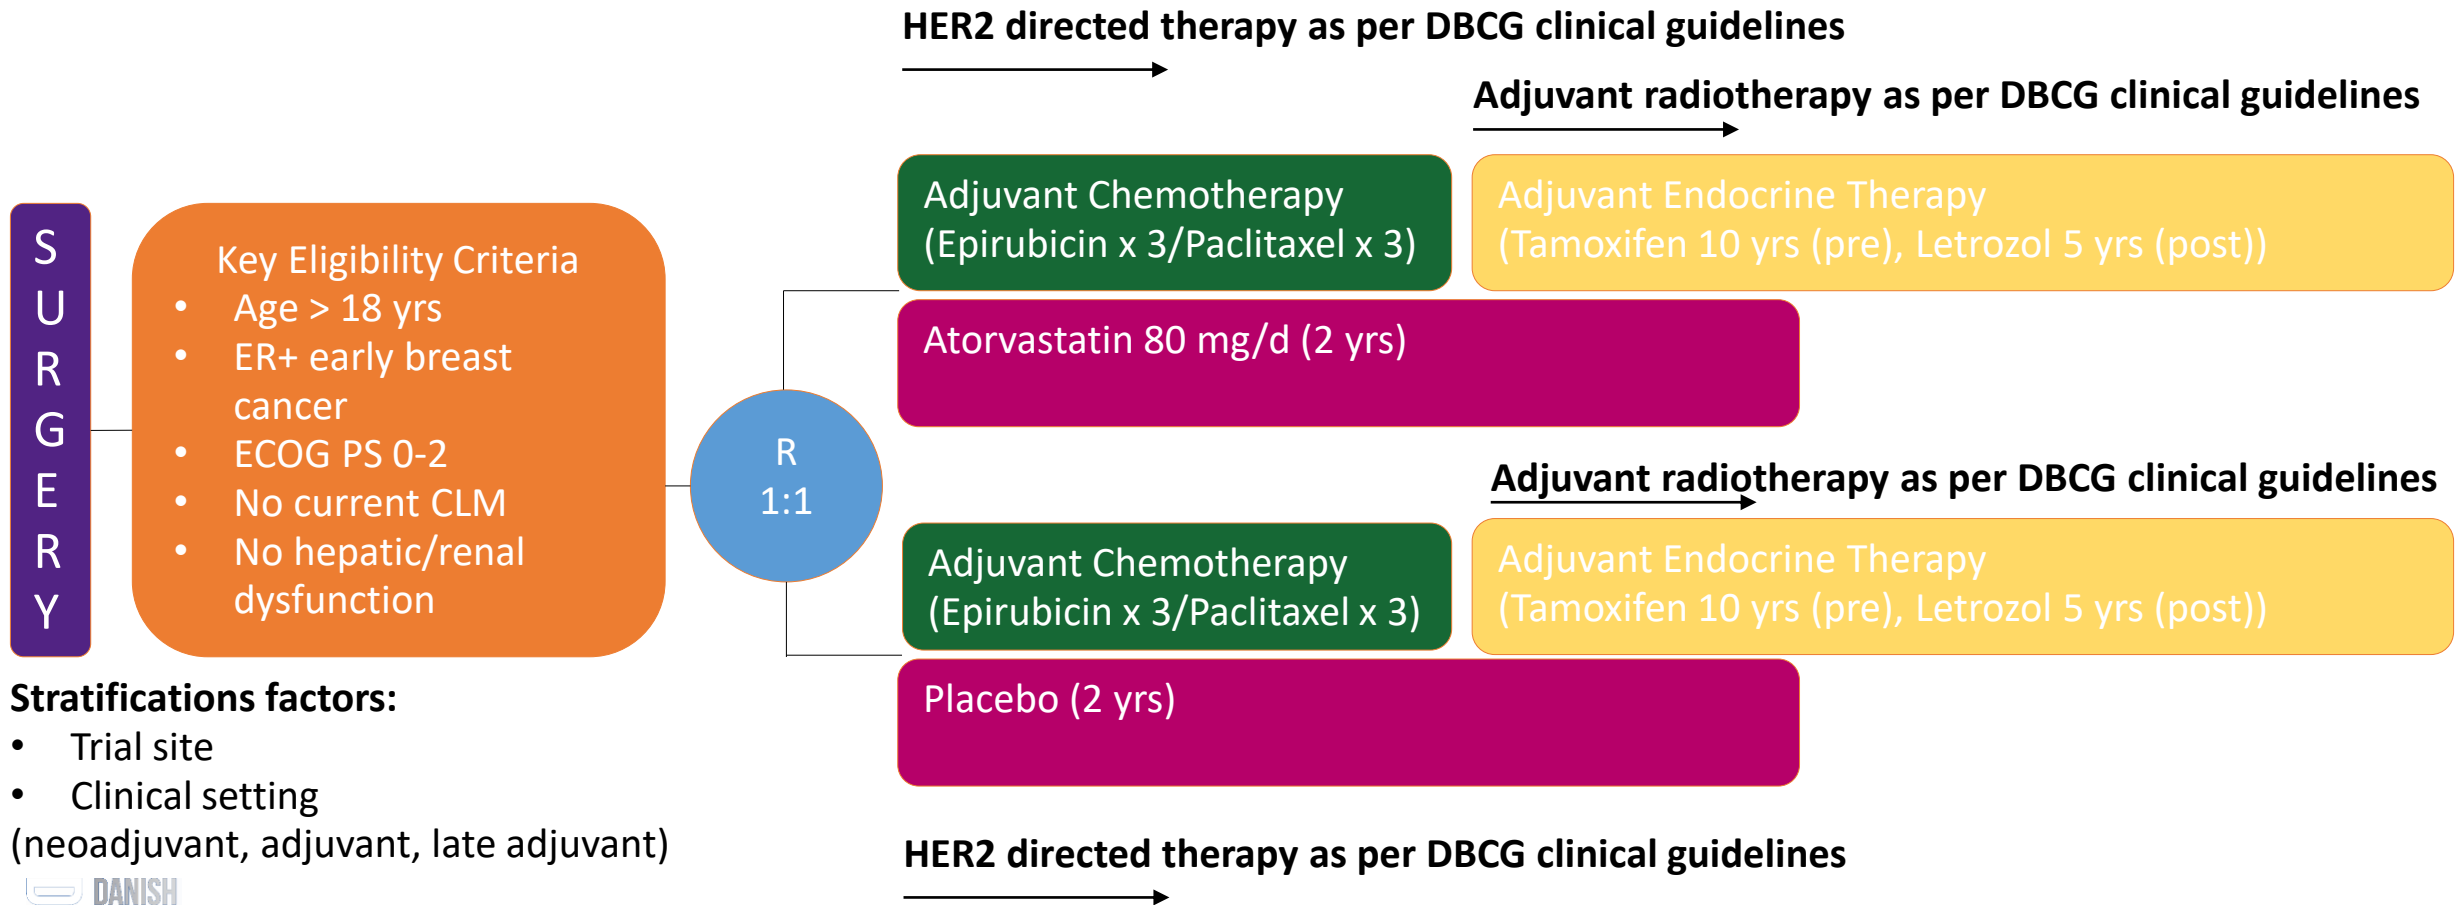 HER2 directed therapy as per DBCG clinical guidelines
Adjuvant radiotherapy as per DBCG clinical guidelines
SURGERY
Key Eligibility Criteria
• Age > 18 yrs
• ER+ early breast
cancer
• ECOG PS 0-2
• No current CLM
• No hepatic/renal
dysfunction
R
1:1
Adjuvant Chemotherapy
(Epirubicin x 3/Paclitaxel x 3)
Adjuvant Endocrine Therapy
(Tamoxifen 10 yrs (pre), Letrozol 5 yrs (post))
Atorvastatin 80 mg/d (2 yrs)
Adjuvant radiotherapy as per DBCG clinical guidelines
Adjuvant Chemotherapy
(Epirubicin x 3/Paclitaxel x 3)
Adjuvant Endocrine Therapy
(Tamoxifen 10 yrs (pre), Letrozol 5 yrs (post))
Placebo (2 yrs)
HER2 directed therapy as per DBCG clinical guidelines
Stratifications factors:
• Trial site
• Clinical setting
(neoadjuvant, adjuvant, late adjuvant)
DANISH